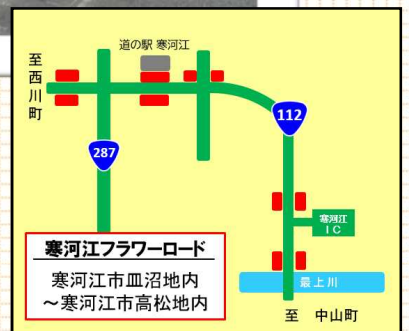 道の駅 寒河江
至西川町
112
287
寒河江
IC
寒河江フラワーロード
寒河江市皿沼地内
～寒河江市高松地内
最上川
至 中山町